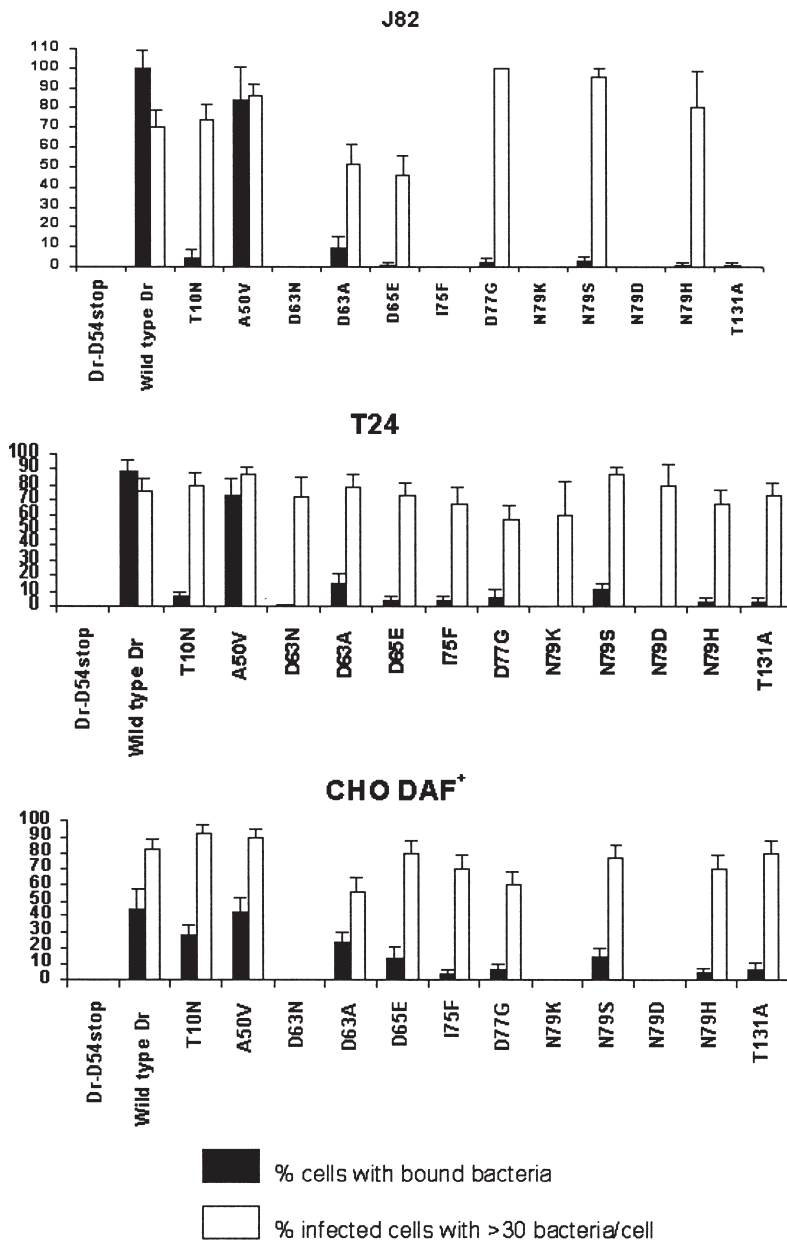 J82
110
100
90
80
70
60
50
40
30
20
10
0
Dr-D54stop
Wild type Dr
T10N
A50V
D63N
D63A
D65E
I75F
D77G
N79K
N79S
N79D
N79H
T131A
T24
100
90
80
70
60
50
40
30
20
10
0
Dr-D54stop
Wild type Dr
T10N
A50V
D63N
D63A
D65E
I75F
D77G
N79K
N79S
N79D
N79H
T131A
CHO DAF+
100
90
80
70
60
50
40
30
20
10
0
Dr-D54stop
Wild type Dr
T10N
A50V
D63N
D63A
D65E
I75F
D77G
N79K
N79S
N79D
N79H
T131A
% cells with bound bacteria
% infected cells with >30 bacteria/cell